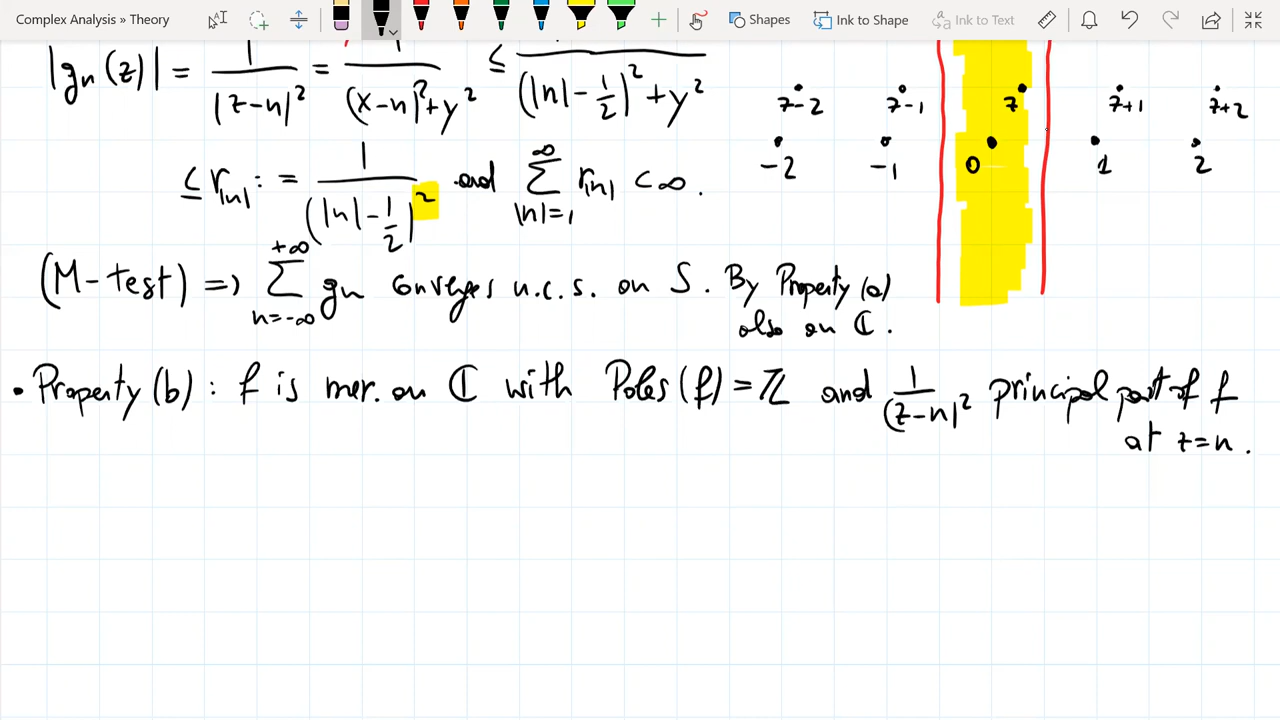 Complex Analysis » Theory
Shapes
Ink to Shape
Ink to Text
|gn(z)| = 1/|z-n|² = 1/((x-n)²+y²) ≤ 1/((|n|-1/2)²+y²)
≤ r|n| := 1/(|n|-1/2)² and ∞∑|n|=1 r|n| < ∞.
z-2 z-1 z z+1 z+2
-2 -1 0 1 2
(M-test) => +∞∑n=-∞ gn converges u.c.s. on S. By Property (a)
also on ℂ.
• Property (b): f is mer. on ℂ with Poles(f) = ℤ and 1/(z-n)² principal part of f
at z=n.